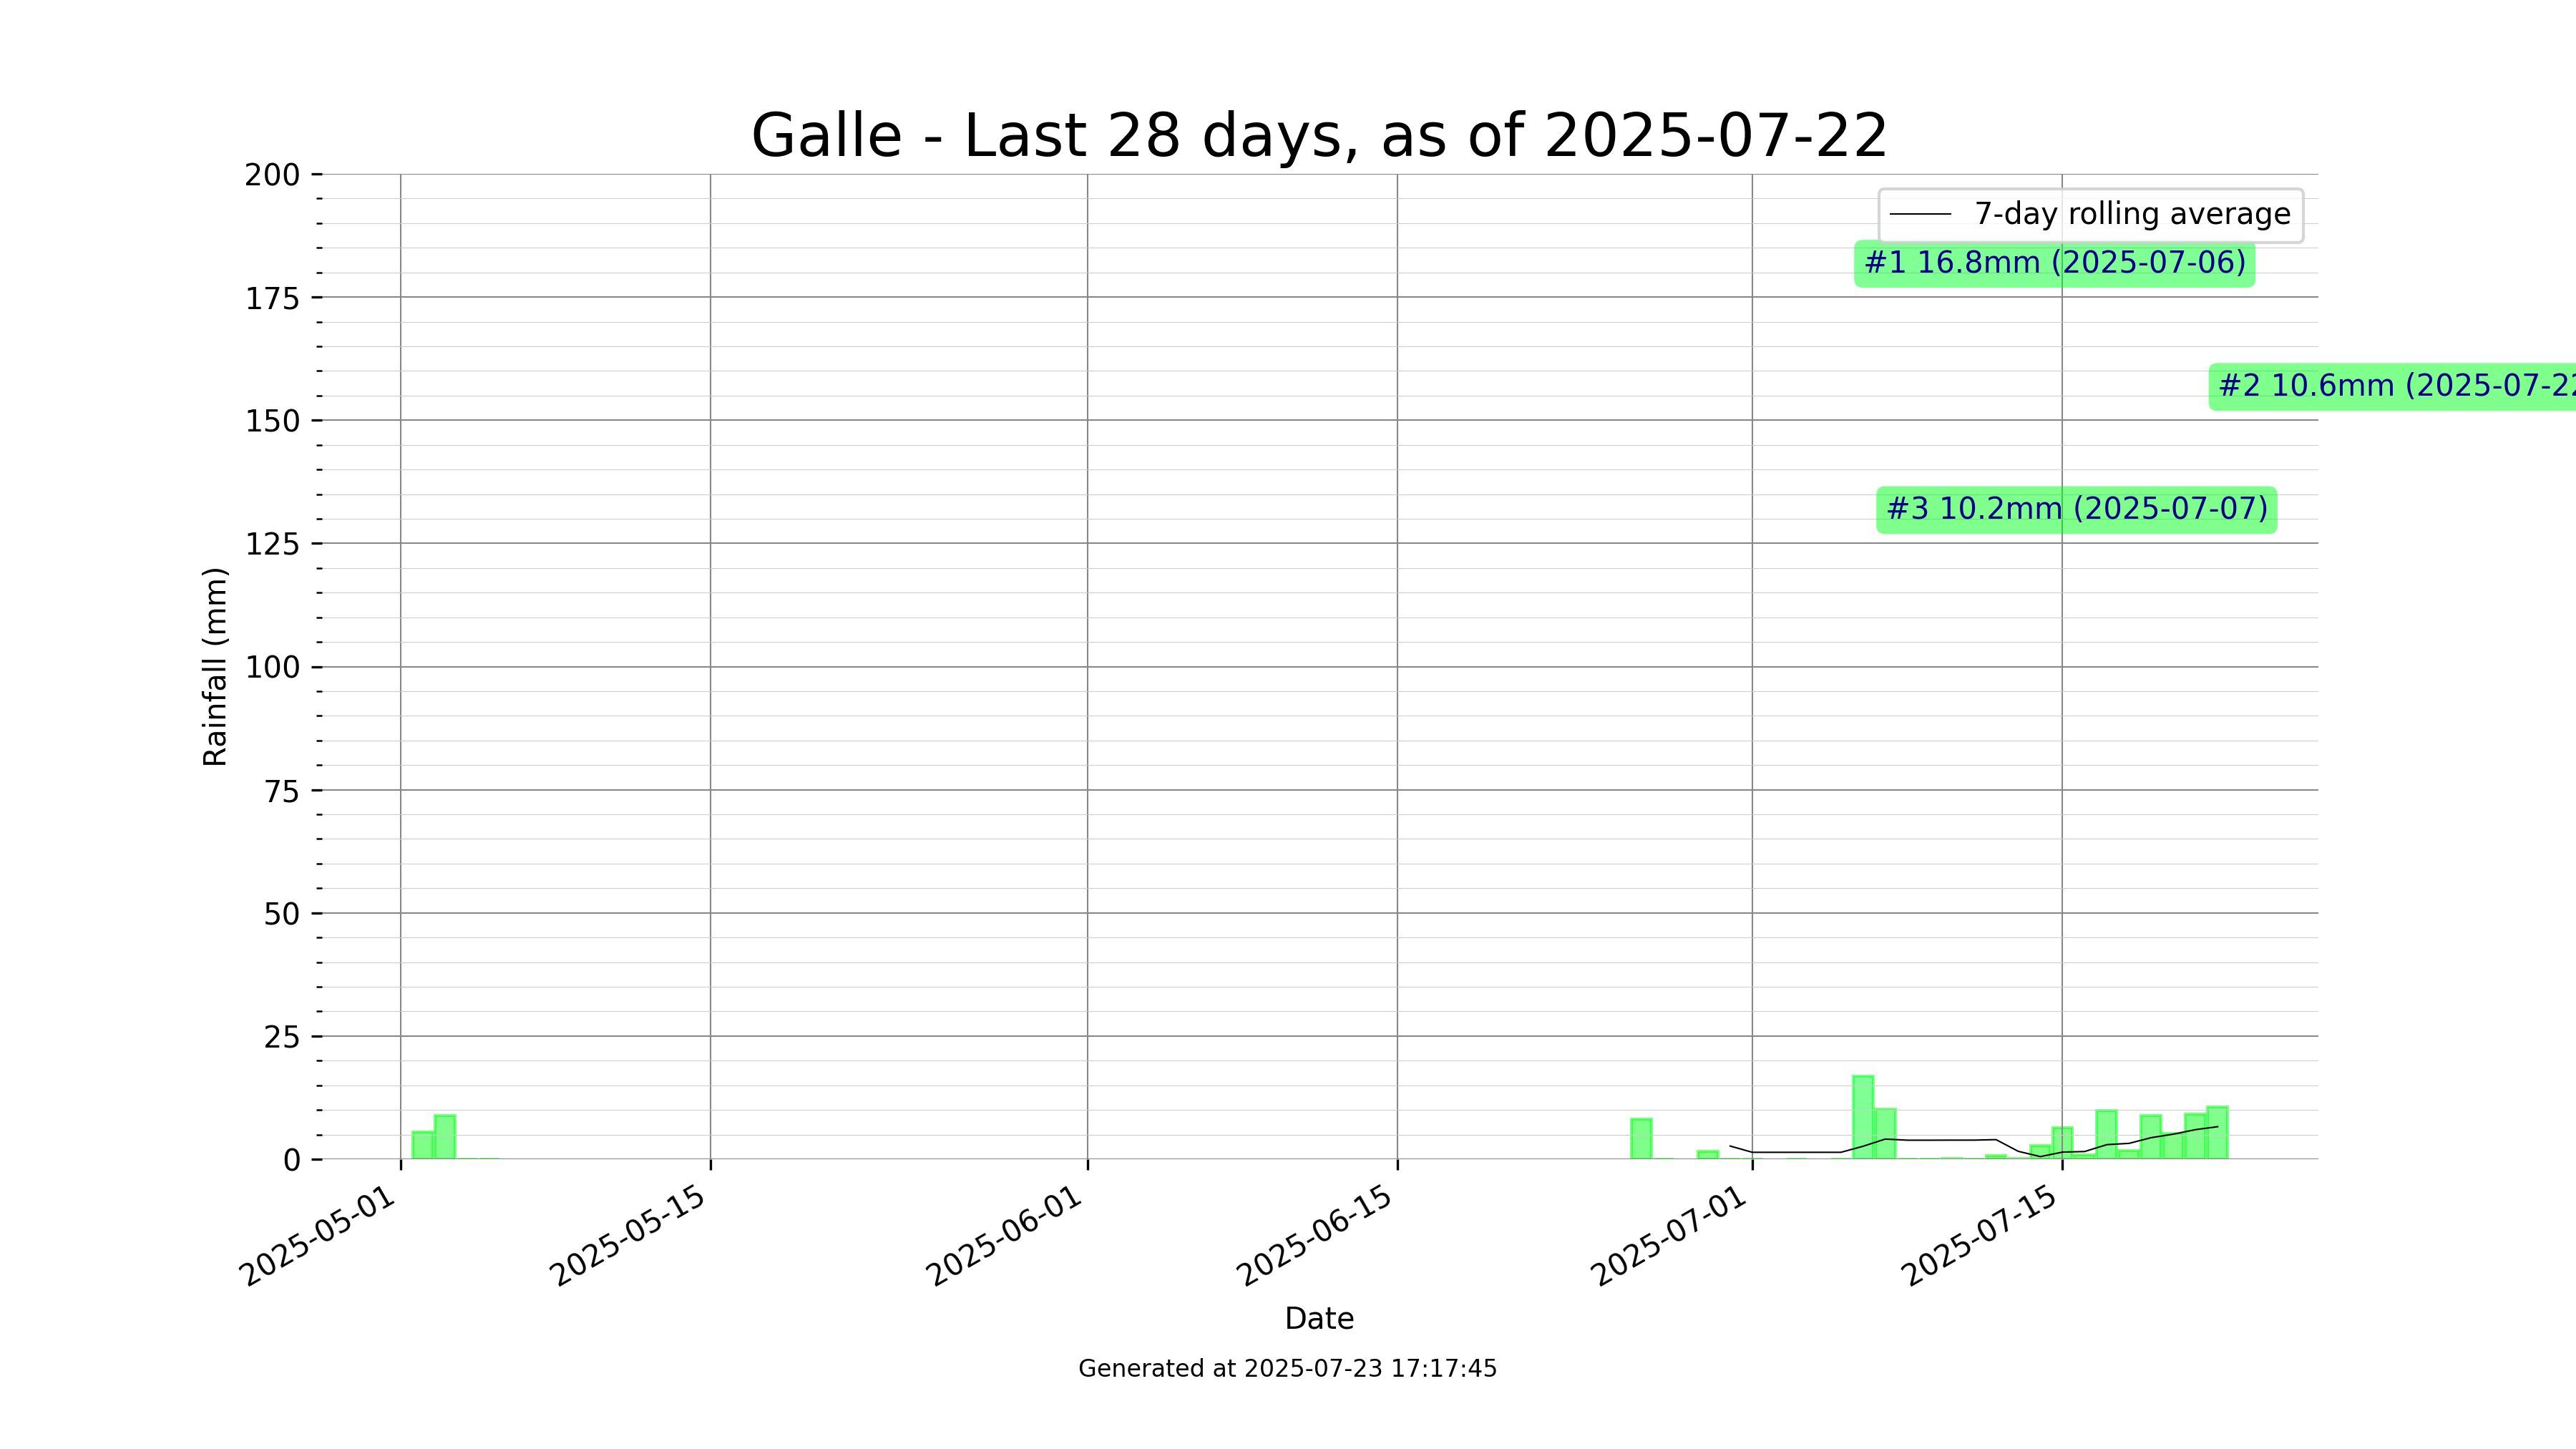 Galle - Last 28 days, as of 2025-07-22
200
175
150
125
100
75
50
25
0
Rainfall (mm)
7-day rolling average
#1 16.8mm (2025-07-06)
#2 10.6mm (2025-07-22
#3 10.2mm (2025-07-07)
2025-05-01
2025-05-15
2025-06-01
2025-06-15
2025-07-01
2025-07-15
Date
Generated at 2025-07-23 17:17:45